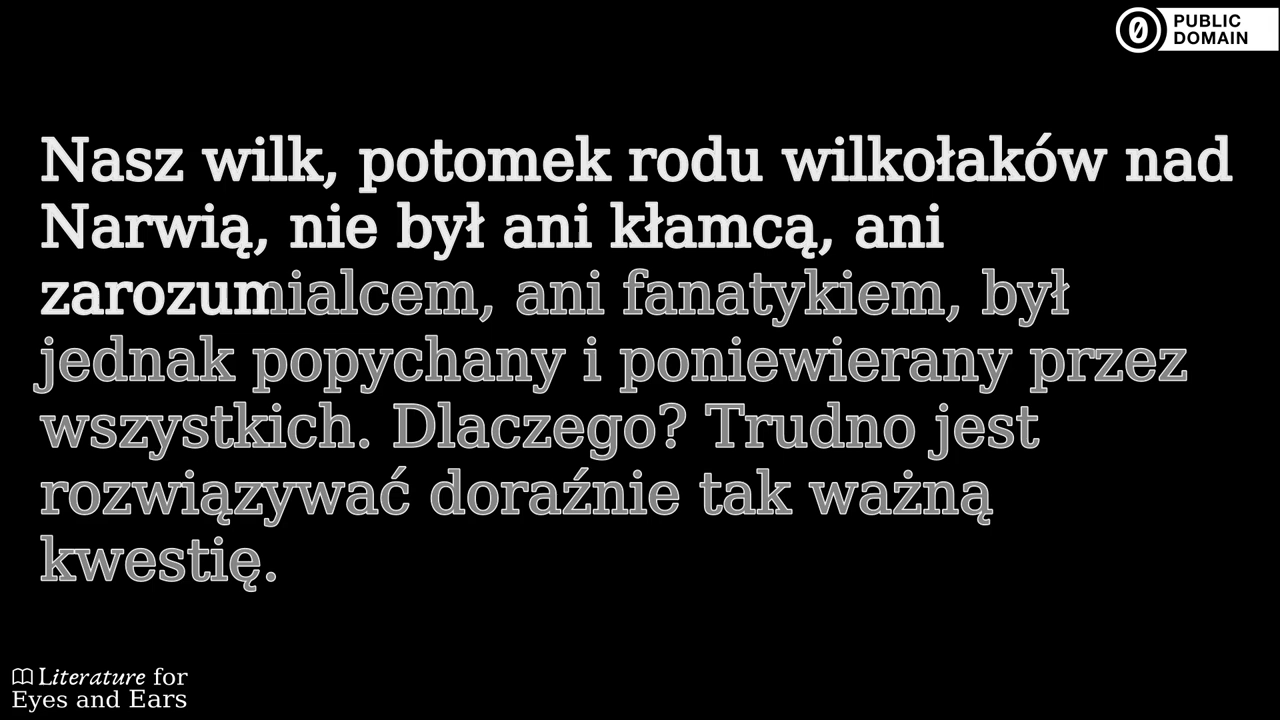 PUBLIC
DOMAIN
Nasz wilk, potomek rodu wilkołaków nad
Narwią, nie był ani kłamcą, ani
zarozumialcem, ani fanatykiem, był
jednak popychany i poniewierany przez
wszystkich. Dlaczego? Trudno jest
rozwiązywać doraźnie tak ważną
kwestię.
Literature for
Eyes and Ears